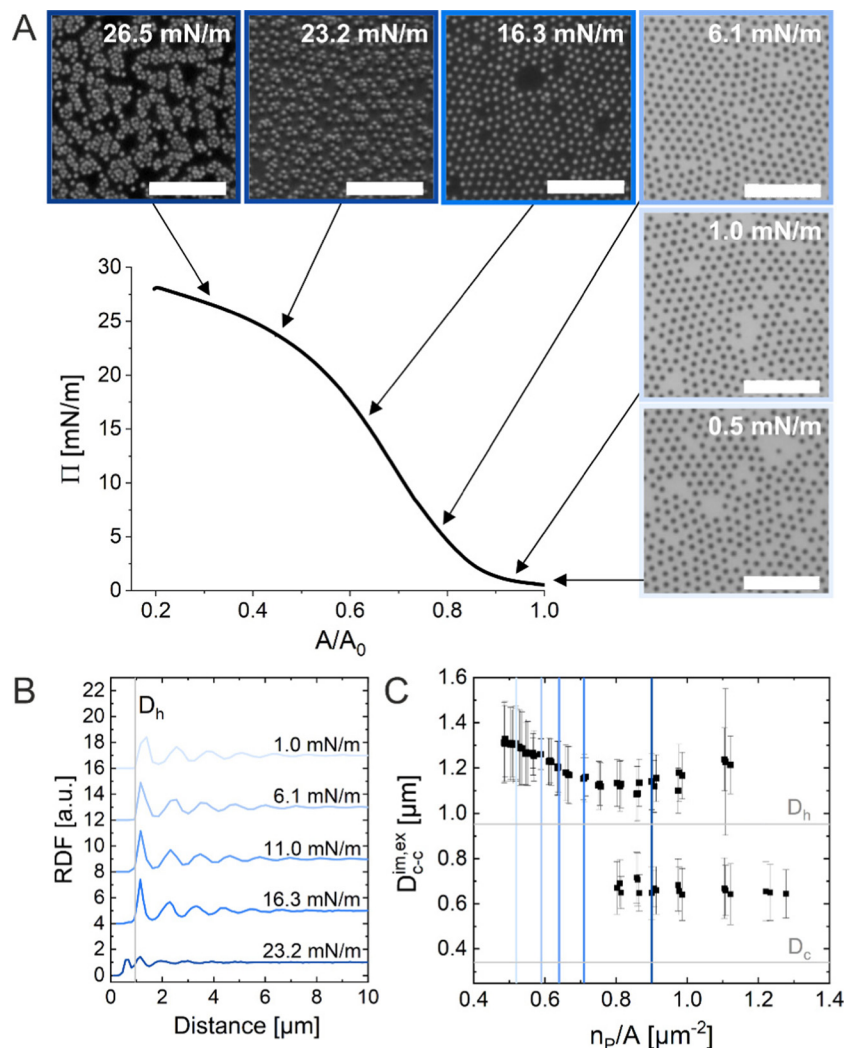 A
26.5 mN/m
23.2 mN/m
16.3 mN/m
6.1 mN/m
1.0 mN/m
0.5 mN/m
30
25
20
15
10
5
0
Π [mN/m]
0.2 0.4 0.6 0.8 1.0
A/A₀
B
22
20
18
16
14
12
10
8
6
4
2
0
RDF [a.u.]
Dₕ
1.0 mN/m
6.1 mN/m
11.0 mN/m
16.3 mN/m
23.2 mN/m
0 2 4 6 8 10
Distance [µm]
C
1.6
1.4
1.2
1.0
0.8
0.6
0.4
D_{c-c}^{im,ex} [µm]
Dₕ
D_c
0.4 0.6 0.8 1.0 1.2 1.4
n_P/A [µm⁻²]